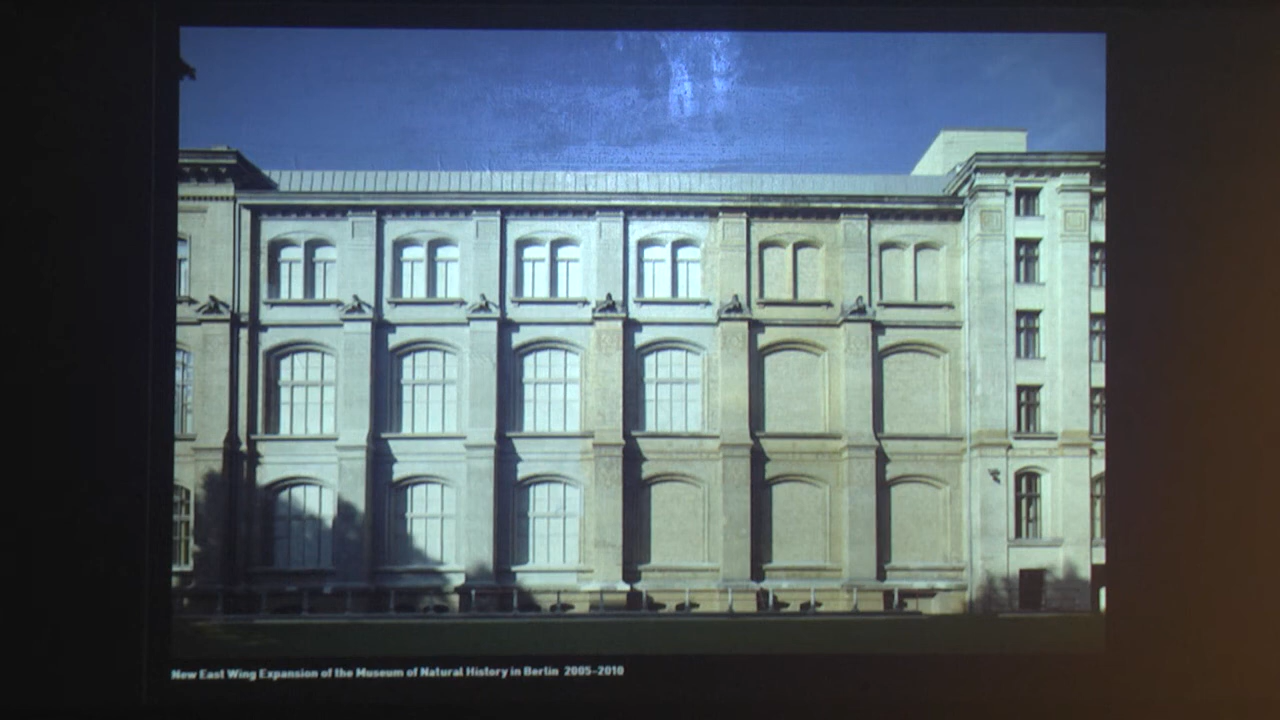 New East Wing Expansion of the Museum of Natural History in Berlin 2005–2010